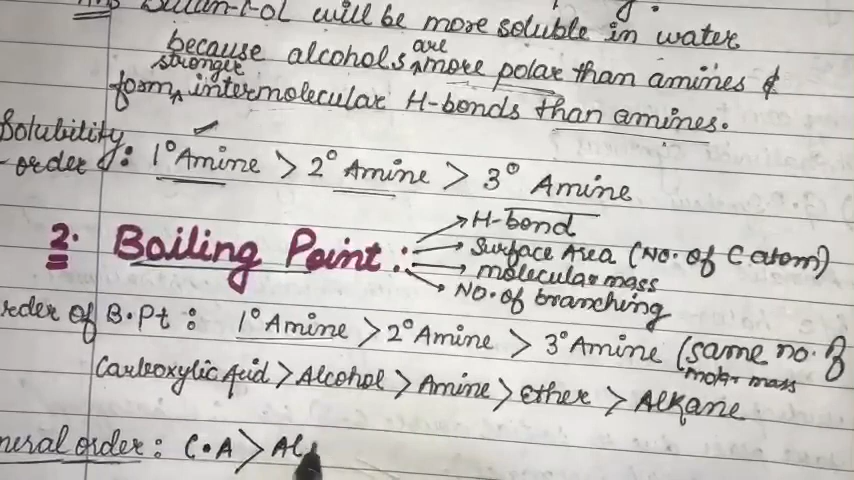 Butan-1-ol will be more soluble in water
because alcohols are more polar than amines &
form stronger intermolecular H-bonds than amines.
Solubility
order: 1° Amine > 2° Amine > 3° Amine
2. Boiling Point:
H-bond
Surface Area (No. of C atom)
molecular mass
No. of branching
order of B.Pt: 1° Amine > 2° Amine > 3° Amine (same no. of
molar mass
Carboxylic Acid > Alcohol > Amine > Ether > Alkane
neral order: C.A > Al